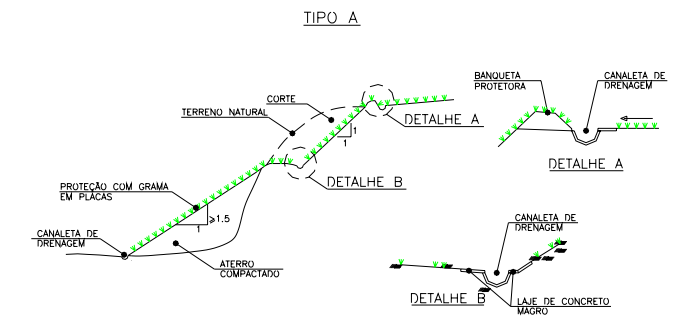 TIPO A
CORTE
TERRENO NATURAL
DETALHE A
1
1
DETALHE B
PROTEÇÃO COM GRAMA
EM PLACAS
≥1.5
1
CANALETA DE
DRENAGEM
ATERRO
COMPACTADO
BANQUETA
PROTETORA
CANALETA DE
DRENAGEM
DETALHE A
CANALETA DE
DRENAGEM
DETALHE B
LAJE DE CONCRETO
MAGRO